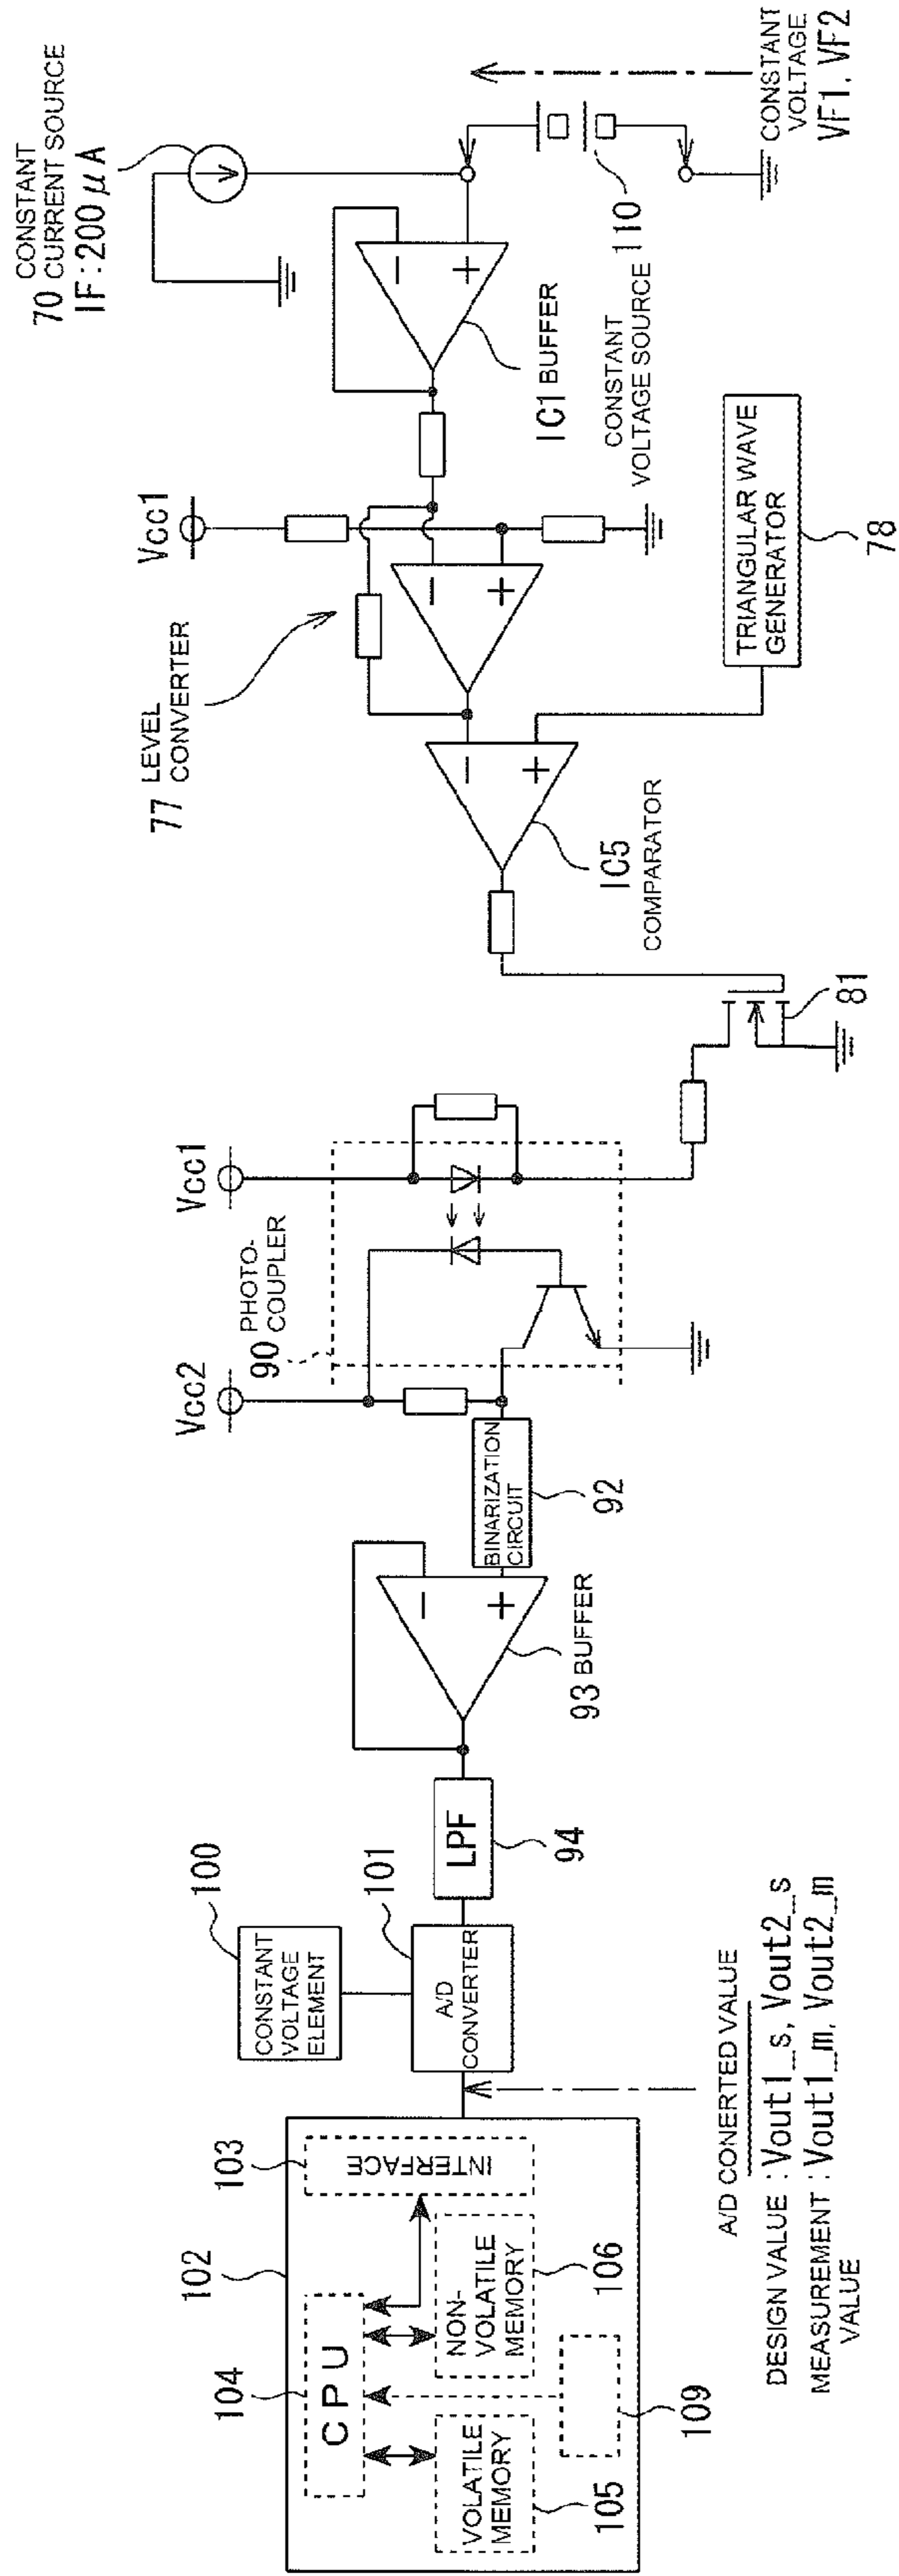 102
104
CPU
103
INTERFACE
VOLATILE
MEMORY
105
NON-
VOLATILE
MEMORY
106
109
100
CONSTANT
VOLTAGE
ELEMENT
101
A/D
CONVERTER
A/D CONERTED VALUE
DESIGN VALUE : Vout1_s, Vout2_s
MEASUREMENT : Vout1_m, Vout2_m
VALUE
LPF
94
−
+
93 BUFFER
BINARIZATION
CIRCUIT
92
Vcc2
90 PHOTO-
COUPLER
Vcc1
81
−
+
IC5
COMPARATOR
77 LEVEL
CONVERTER
Vcc1
−
+
TRIANGULAR WAVE
GENERATOR
78
−
+
IC1 BUFFER
CONSTANT
VOLTAGE SOURCE 110
CONSTANT
70 CURRENT SOURCE
IF:200μA
CONSTANT
VOLTAGE
VF1, VF2